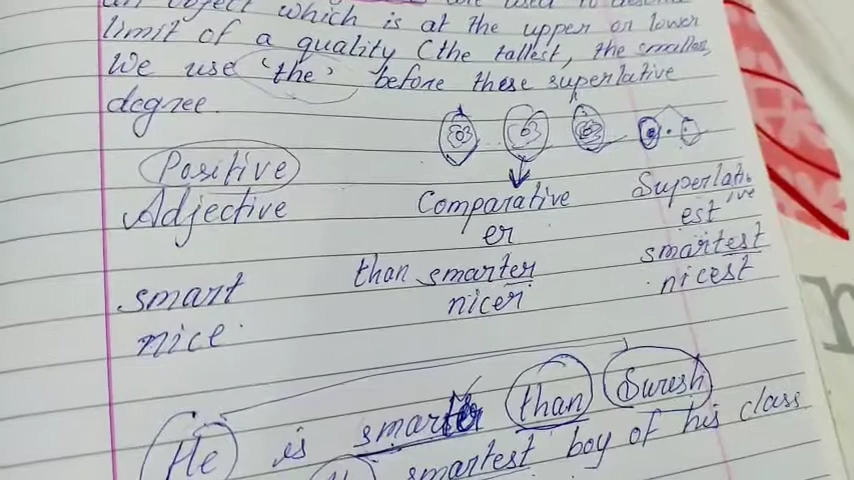 an object which is at the upper or lower
limit of a quality (the tallest, the smallest,
We use 'the' before these superlative
degree.
Positive
Adjective Comparative Superlative
er est
smart than smarter smartest
nice nicer nicest
He is smarter than Suresh
smartest boy of his class